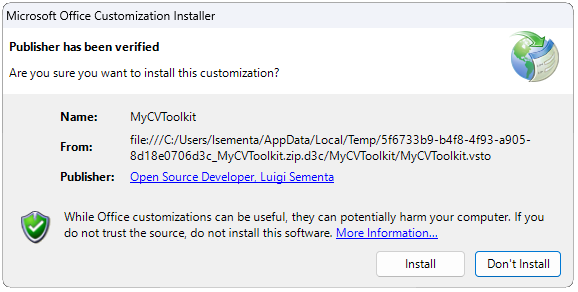 Microsoft Office Customization Installer
Publisher has been verified
Are you sure you want to install this customization?
Name: MyCVToolkit
From: file:///C:/Users/lsementa/AppData/Local/Temp/5f6733b9-b4f8-4f93-a905-
8d18e0706d3c_MyCVToolkit.zip.d3c/MyCVToolkit/MyCVToolkit.vsto
Publisher: Open Source Developer, Luigi Sementa
While Office customizations can be useful, they can potentially harm your computer. If you
do not trust the source, do not install this software. More Information...
Install Don't Install